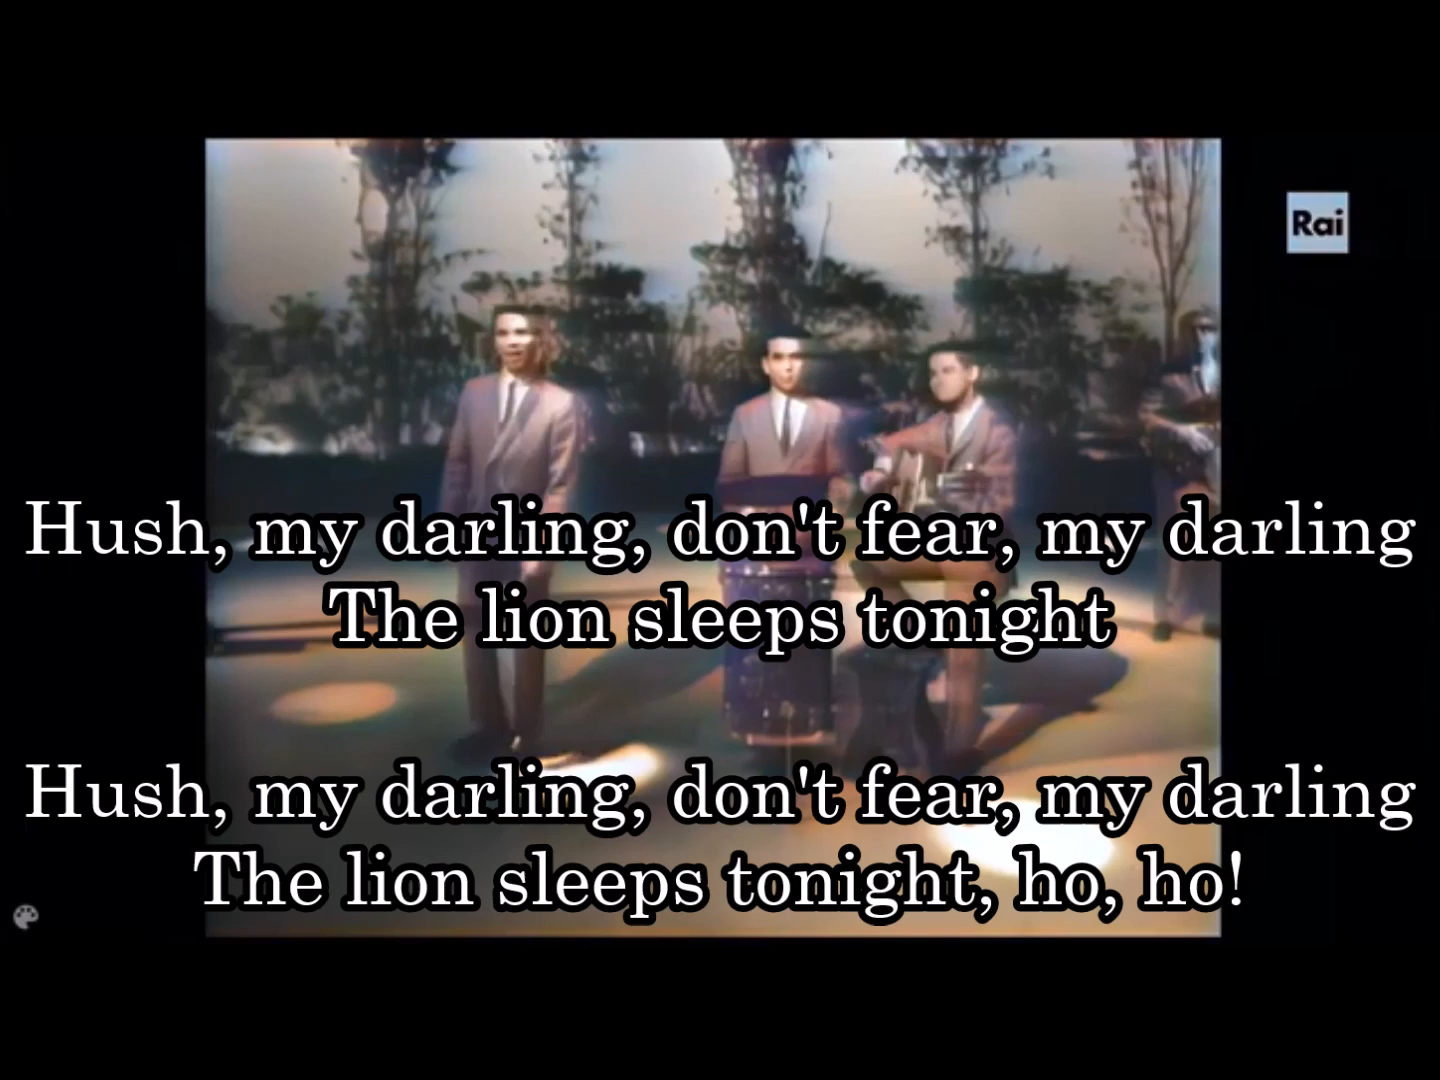 Rai
Hush, my darling, don't fear, my darling
The lion sleeps tonight
Hush, my darling, don't fear, my darling
The lion sleeps tonight, ho, ho!